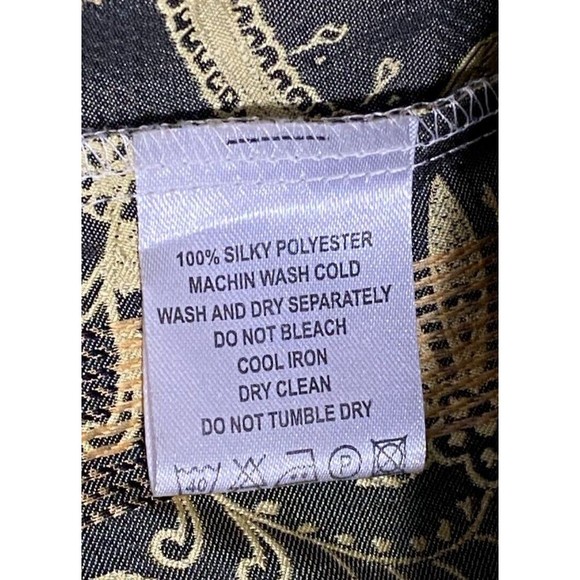 100% SILKY POLYESTER
MACHIN WASH COLD
WASH AND DRY SEPARATELY
DO NOT BLEACH
COOL IRON
DRY CLEAN
DO NOT TUMBLE DRY
40 P